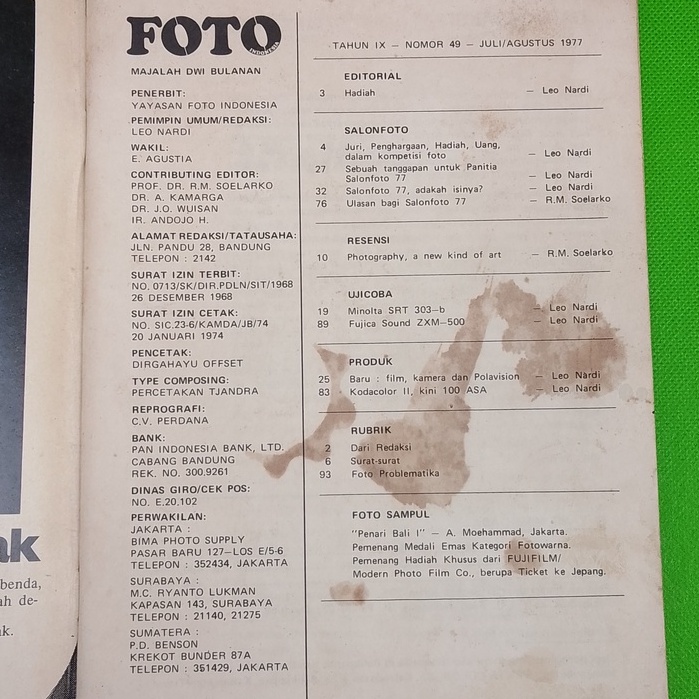 FOTO
INDONESIA
MAJALAH DWI BULANAN
PENERBIT:
YAYASAN FOTO INDONESIA
PEMIMPIN UMUM/REDAKSI:
LEO NARDI
WAKIL:
E. AGUSTIA
CONTRIBUTING EDITOR:
PROF. DR. R.M. SOELARKO
DR. A. KAMARGA
DR. J.O. WUISAN
IR. ANDOJO H.
ALAMAT REDAKSI/TATAUSAHA:
JLN. PANDU 28, BANDUNG
TELEPON : 2142
SURAT IZIN TERBIT:
NO. 0713/SK/DIR.PDLN/SIT/1968
26 DESEMBER 1968
SURAT IZIN CETAK:
NO. SIC.23-6/KAMDA/JB/74
20 JANUARI 1974
PENCETAK:
DIRGAHAYU OFFSET
TYPE COMPOSING:
PERCETAKAN TJANDRA
REPROGRAFI:
C.V. PERDANA
BANK:
PAN INDONESIA BANK, LTD.
CABANG BANDUNG
REK. NO. 300.9261
DINAS GIRO/CEK POS:
NO. E.20.102
PERWAKILAN:
JAKARTA :
BIMA PHOTO SUPPLY
PASAR BARU 127–LOS E/5-6
TELEPON : 352434, JAKARTA
SURABAYA :
M.C. RYANTO LUKMAN
KAPASAN 143, SURABAYA
TELEPON : 21140, 21275
SUMATERA :
P.D. BENSON
KREKOT BUNDER 87A
TELEPON : 351429, JAKARTA
TAHUN IX – NOMOR 49 – JULI/AGUSTUS 1977
EDITORIAL
3 Hadiah – Leo Nardi
SALONFOTO
4 Juri, Penghargaan, Hadiah, Uang,
dalam kompetisi foto – Leo Nardi
27 Sebuah tanggapan untuk Panitia
Salonfoto 77 – Leo Nardi
32 Salonfoto 77, adakah isinya? – Leo Nardi
76 Ulasan bagi Salonfoto 77 – R.M. Soelarko
RESENSI
10 Photography, a new kind of art – R.M. Soelarko
UJICOBA
19 Minolta SRT 303–b – Leo Nardi
89 Fujica Sound ZXM–500 – Leo Nardi
PRODUK
25 Baru : film, kamera dan Polavision – Leo Nardi
83 Kodacolor II, kini 100 ASA – Leo Nardi
RUBRIK
2 Dari Redaksi
6 Surat-surat
93 Foto Problematika
FOTO SAMPUL
"Penari Bali I" – A. Moehammad, Jakarta.
Pemenang Medali Emas Kategori Fotowarna.
Pemenang Hadiah Khusus dari FUJIFILM/
Modern Photo Film Co., berupa Ticket ke Jepang.
ak
benda,
ah de-
k.